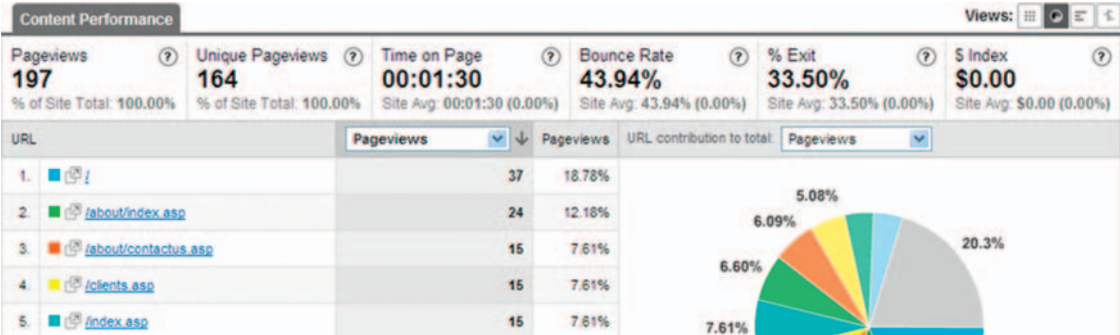 Content Performance
Views:
Pageviews
197
% of Site Total: 100.00%
Unique Pageviews
164
% of Site Total: 100.00%
Time on Page
00:01:30
Site Avg: 00:01:30 (0.00%)
Bounce Rate
43.94%
Site Avg: 43.94% (0.00%)
% Exit
33.50%
Site Avg: 33.50% (0.00%)
$ Index
$0.00
Site Avg: $0.00 (0.00%)
URL Pageviews Pageviews URL contribution to total: Pageviews
1. / 37 18.78%
2. /about/index.asp 24 12.18%
3. /about/contactus.asp 15 7.61%
4. /clients.asp 15 7.61%
5. /index.asp 15 7.61%
5.08%
6.09%
20.3%
6.60%
7.61%